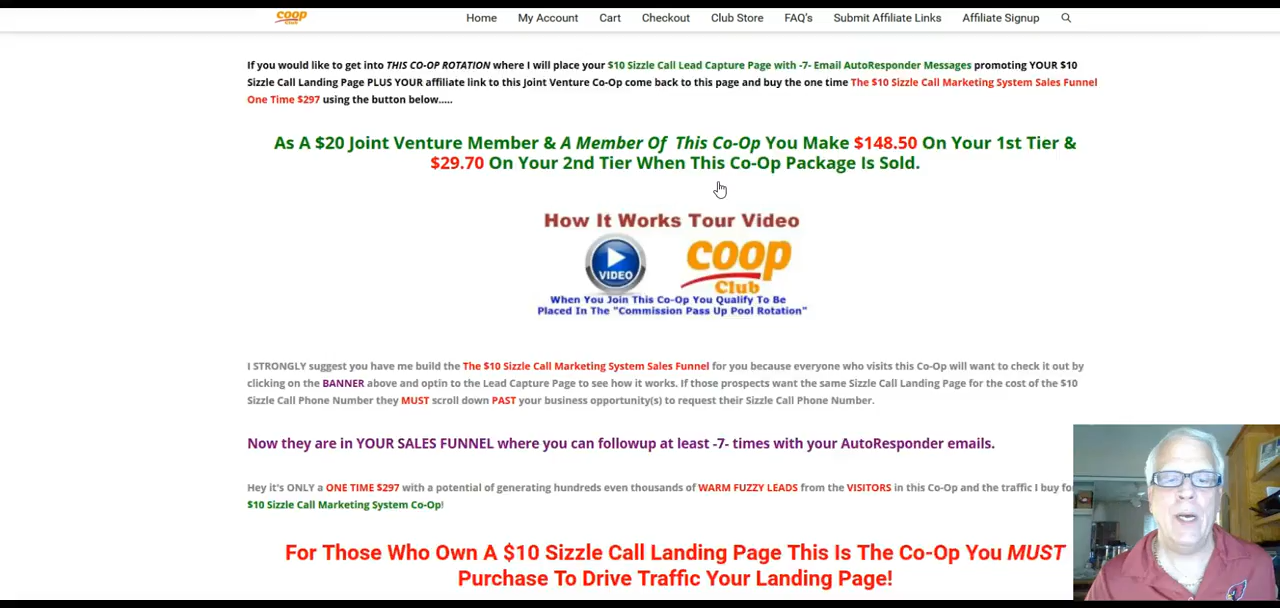 coop
Club
Home My Account Cart Checkout Club Store FAQ's Submit Affiliate Links Affiliate Signup
If you would like to get into THIS CO-OP ROTATION where I will place your $10 Sizzle Call Lead Capture Page with -7- Email AutoResponder Messages promoting YOUR $10
Sizzle Call Landing Page PLUS YOUR affiliate link to this Joint Venture Co-Op come back to this page and buy the one time The $10 Sizzle Call Marketing System Sales Funnel
One Time $297 using the button below.....
As A $20 Joint Venture Member & A Member Of This Co-Op You Make $148.50 On Your 1st Tier &
$29.70 On Your 2nd Tier When This Co-Op Package Is Sold.
How It Works Tour Video
VIDEO
coop
Club
When You Join This Co-Op You Qualify To Be
Placed In The "Commission Pass Up Pool Rotation"
I STRONGLY suggest you have me build the The $10 Sizzle Call Marketing System Sales Funnel for you because everyone who visits this Co-Op will want to check it out by
clicking on the BANNER above and optin to the Lead Capture Page to see how it works. If those prospects want the same Sizzle Call Landing Page for the cost of the $10
Sizzle Call Phone Number they MUST scroll down PAST your business opportunity(s) to request their Sizzle Call Phone Number.
Now they are in YOUR SALES FUNNEL where you can followup at least -7- times with your AutoResponder emails.
Hey it's ONLY a ONE TIME $297 with a potential of generating hundreds even thousands of WARM FUZZY LEADS from the VISITORS in this Co-Op and the traffic I buy
$10 Sizzle Call Marketing System Co-Op!
For Those Who Own A $10 Sizzle Call Landing Page This Is The Co-Op You MUST
Purchase To Drive Traffic Your Landing Page!